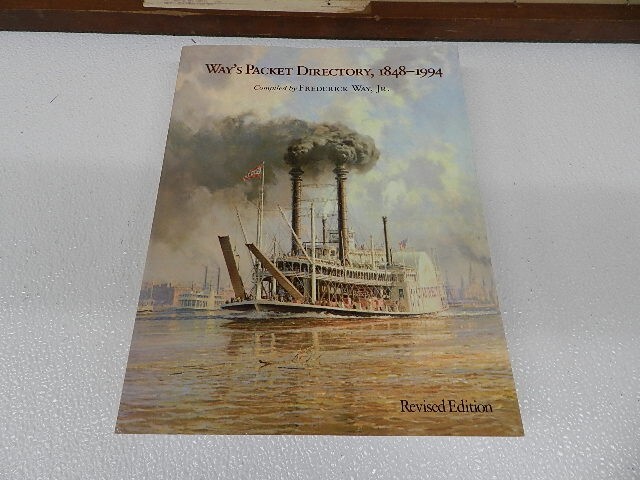 Way's Packet Directory, 1848–1994
Compiled by Frederick Way, Jr.
Revised Edition